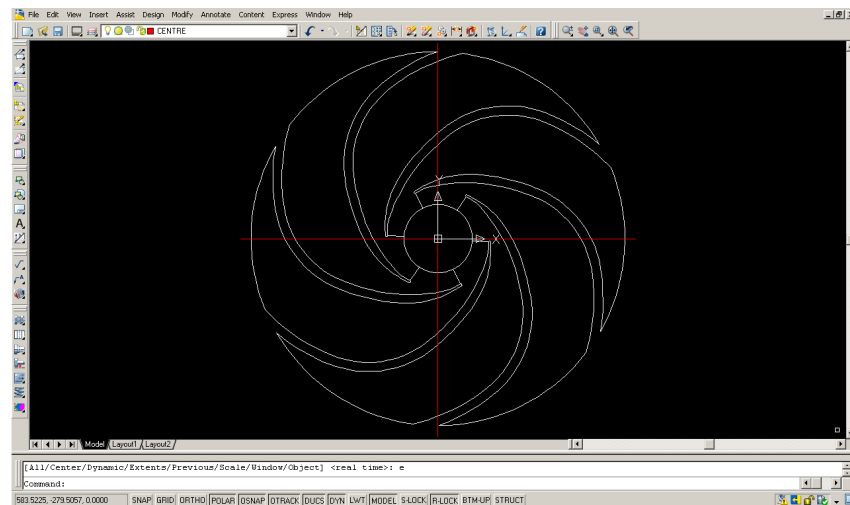 File Edit View Insert Assist Design Modify Annotate Content Express Window Help
CENTRE
Y
X
Model Layout1 Layout2
[All/Center/Dynamic/Extents/Previous/Scale/Window/Object] <real time>: e
Command:
583.5225, -279.5057, 0.0000 SNAP GRID ORTHO POLAR OSNAP OTRACK DUCS DYN LWT MODEL S-LOCK R-LOCK BTM-UP STRUCT